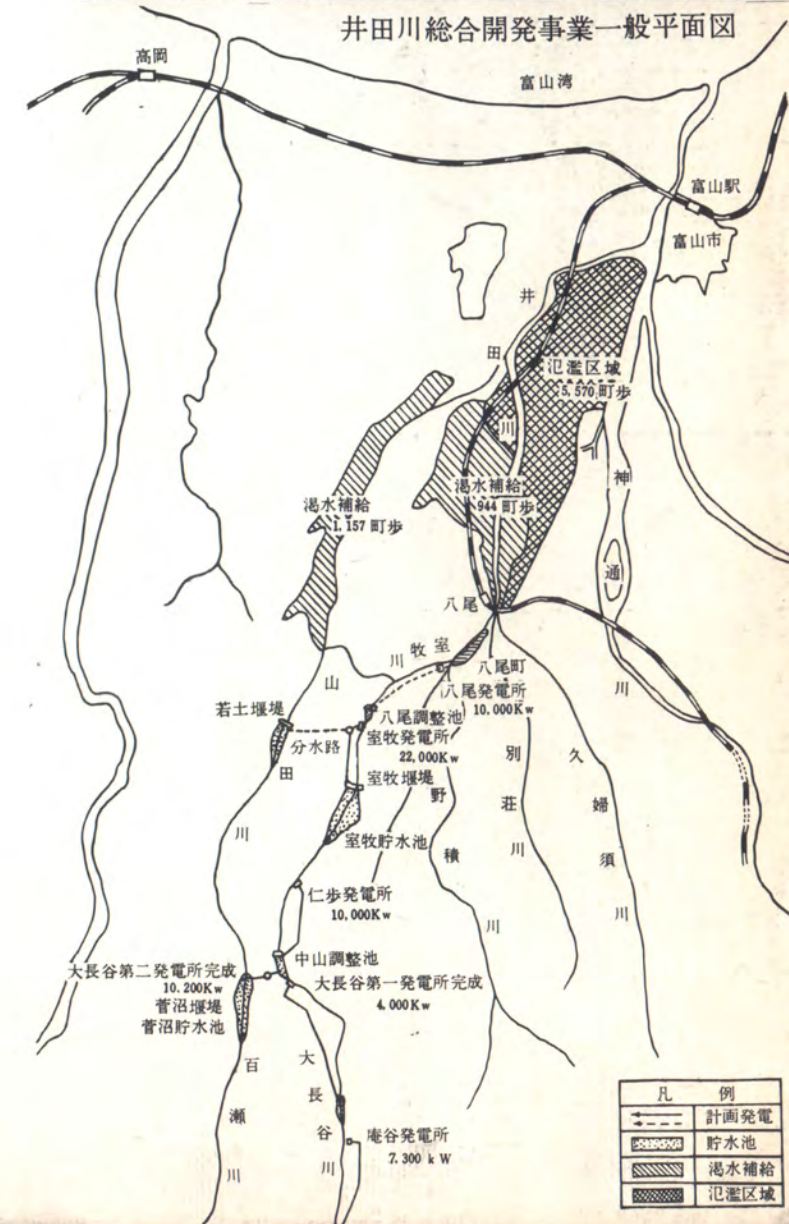 井田川総合開発事業一般平面図
高岡
富山湾
富山駅
富山市
井田川
氾濫区域
5,570町歩
渇水補給
944町歩
渇水補給
1,157町歩
神通川
八尾
室牧川
八尾町
八尾発電所
10,000Kw
若土堰堤
山田川
分水路
八尾調整池
室牧発電所
22,000Kw
室牧堰堤
室牧貯水池
野積川
別荘川
久婦須川
仁歩発電所
10,000Kw
中山調整池
大長谷第二発電所完成
10.200Kw
大長谷第一発電所完成
4.000Kw
菅沼堰堤
菅沼貯水池
百瀬川
大長谷川
庵谷発電所
7.300kW
凡例
計画発電
貯水池
渇水補給
氾濫区域